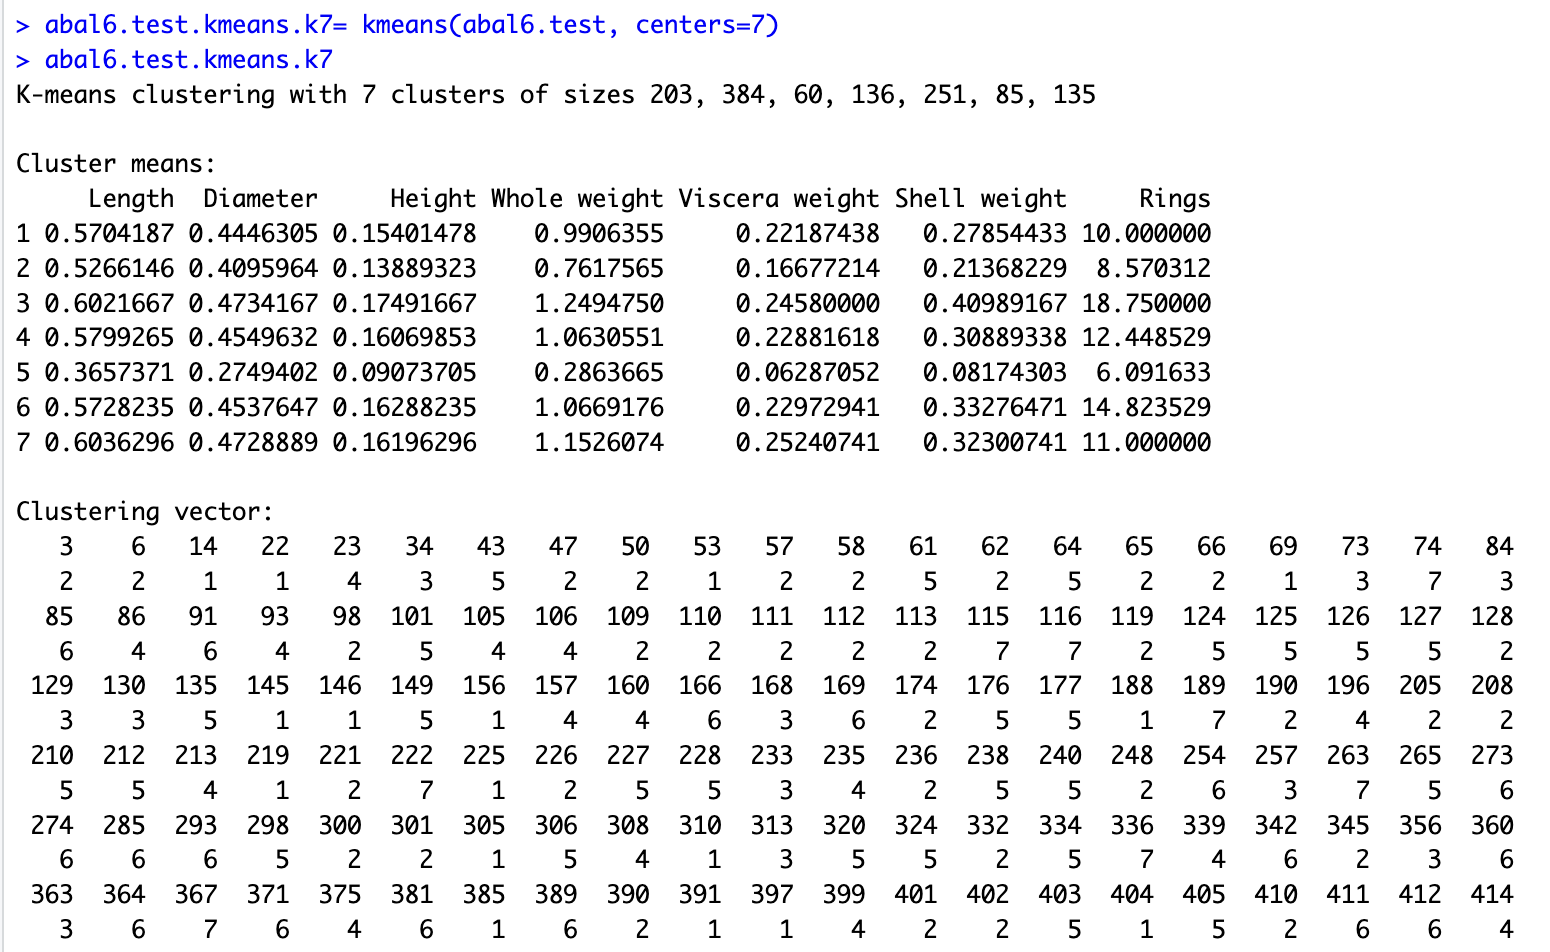 > abal6.test.kmeans.k7= kmeans(abal6.test, centers=7)
> abal6.test.kmeans.k7
K-means clustering with 7 clusters of sizes 203, 384, 60, 136, 251, 85, 135
Cluster means:
Length Diameter Height Whole weight Viscera weight Shell weight Rings
1 0.5704187 0.4446305 0.15401478 0.9906355 0.22187438 0.27854433 10.000000
2 0.5266146 0.4095964 0.13889323 0.7617565 0.16677214 0.21368229 8.570312
3 0.6021667 0.4734167 0.17491667 1.2494750 0.24580000 0.40989167 18.750000
4 0.5799265 0.4549632 0.16069853 1.0630551 0.22881618 0.30889338 12.448529
5 0.3657371 0.2749402 0.09073705 0.2863665 0.06287052 0.08174303 6.091633
6 0.5728235 0.4537647 0.16288235 1.0669176 0.22972941 0.33276471 14.823529
7 0.6036296 0.4728889 0.16196296 1.1526074 0.25240741 0.32300741 11.000000
Clustering vector:
3 6 14 22 23 34 43 47 50 53 57 58 61 62 64 65 66 69 73 74 84
2 2 1 1 4 3 5 2 2 1 2 2 5 2 5 2 2 1 3 7 3
85 86 91 93 98 101 105 106 109 110 111 112 113 115 116 119 124 125 126 127 128
6 4 6 4 2 5 4 4 2 2 2 2 2 7 7 2 5 5 5 5 2
129 130 135 145 146 149 156 157 160 166 168 169 174 176 177 188 189 190 196 205 208
3 3 5 1 1 5 1 4 4 6 3 6 2 5 5 1 7 2 4 2 2
210 212 213 219 221 222 225 226 227 228 233 235 236 238 240 248 254 257 263 265 273
5 5 4 1 2 7 1 2 5 5 3 4 2 5 5 2 6 3 7 5 6
274 285 293 298 300 301 305 306 308 310 313 320 324 332 334 336 339 342 345 356 360
6 6 6 5 2 2 1 5 4 1 3 5 5 2 5 7 4 6 2 3 6
363 364 367 371 375 381 385 389 390 391 397 399 401 402 403 404 405 410 411 412 414
3 6 7 6 4 6 1 6 2 1 1 4 2 2 5 1 5 2 6 6 4